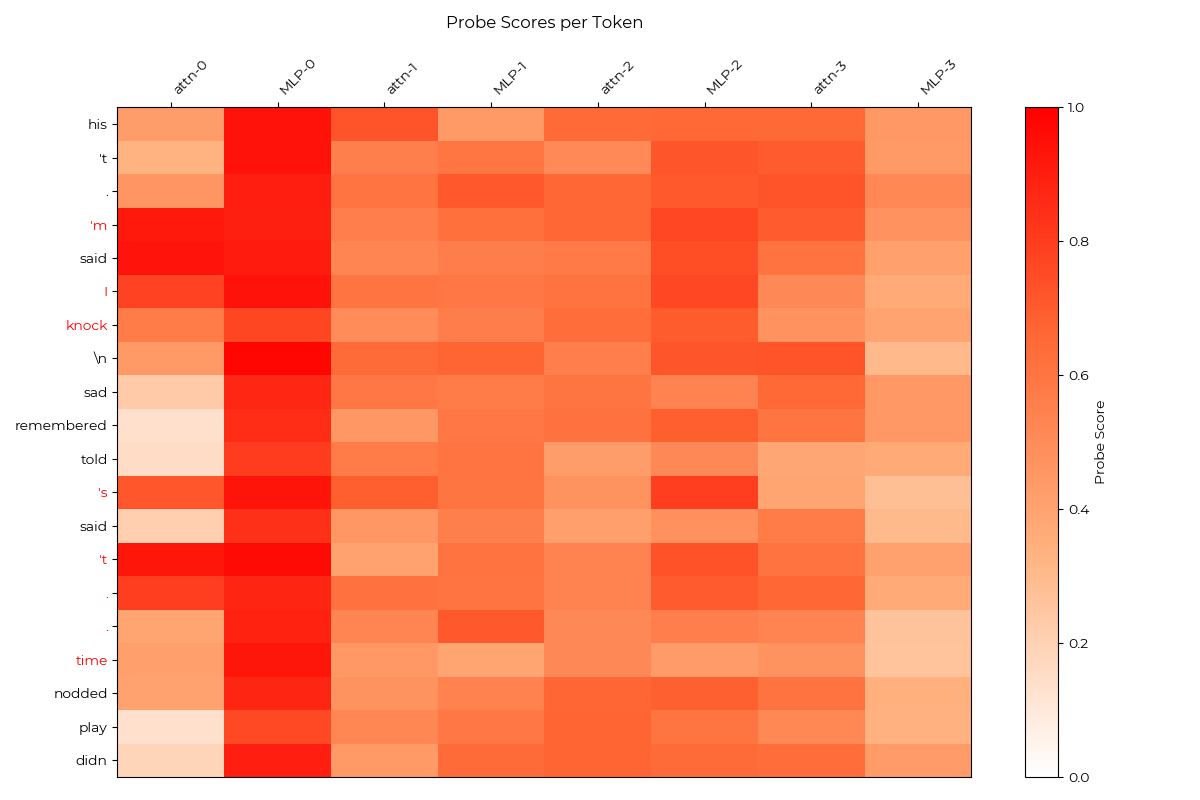 Probe Scores per Token
attn-0 MLP-0 attn-1 MLP-1 attn-2 MLP-2 attn-3 MLP-3
his
't
.
'm
said
I
knock
\n
sad
remembered
told
's
said
't
.
.
time
nodded
play
didn
1.0
0.8
0.6
0.4
0.2
0.0
Probe Score